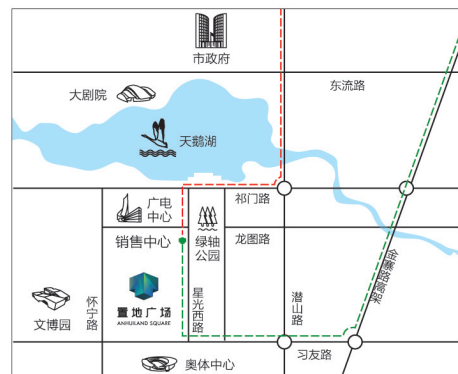 市政府
东流路
大剧院
天鹅湖
祁门路
广电
中心
绿轴
公园
龙图路
销售中心
金寨路高架
置地广场
ANHUILAND SQUARE
星光西路
潜山路
怀宁路
文博园
习友路
奥体中心